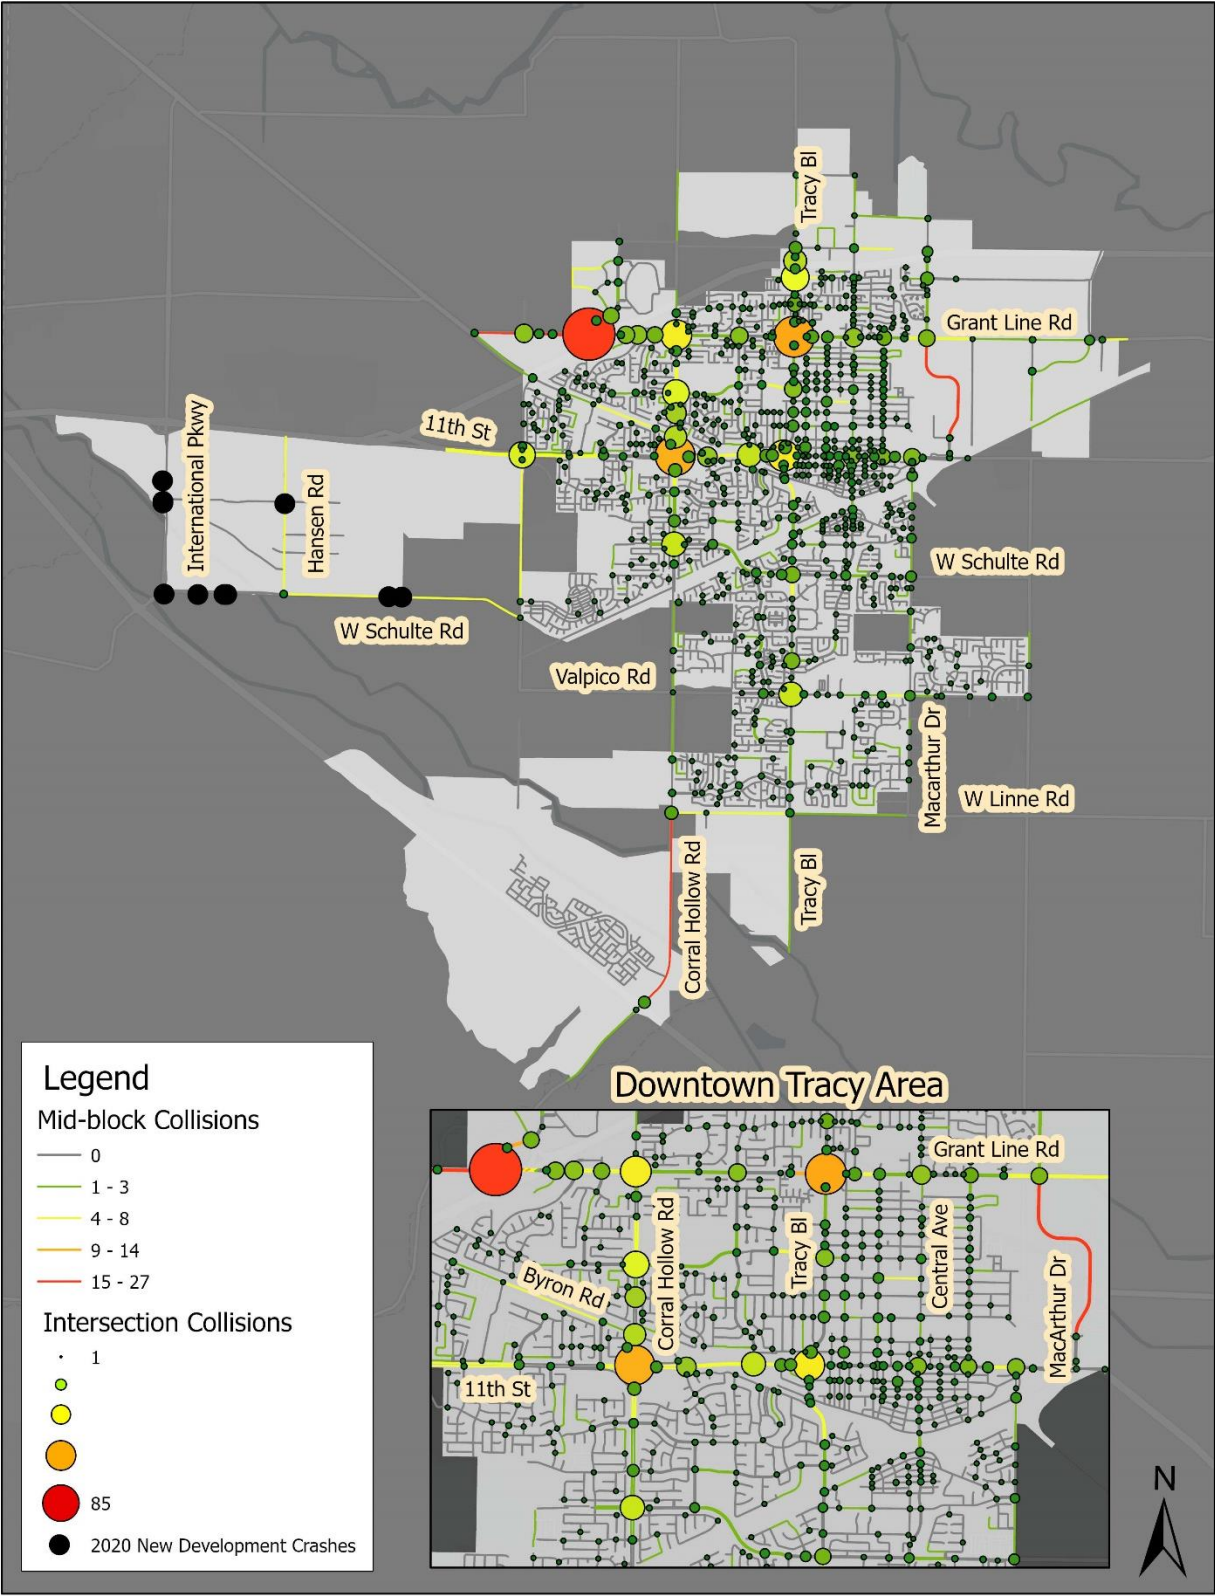 Tracy Bl
Grant Line Rd
11th St
International Pkwy
Hansen Rd
W Schulte Rd
W Schulte Rd
Valpico Rd
Macarthur Dr
W Linne Rd
Corral Hollow Rd
Tracy Bl
Legend
Mid-block Collisions
0
1 - 3
4 - 8
9 - 14
15 - 27
Intersection Collisions
1
85
2020 New Development Crashes
Downtown Tracy Area
Grant Line Rd
Corral Hollow Rd
Tracy Bl
Central Ave
Byron Rd
MacArthur Dr
11th St
N